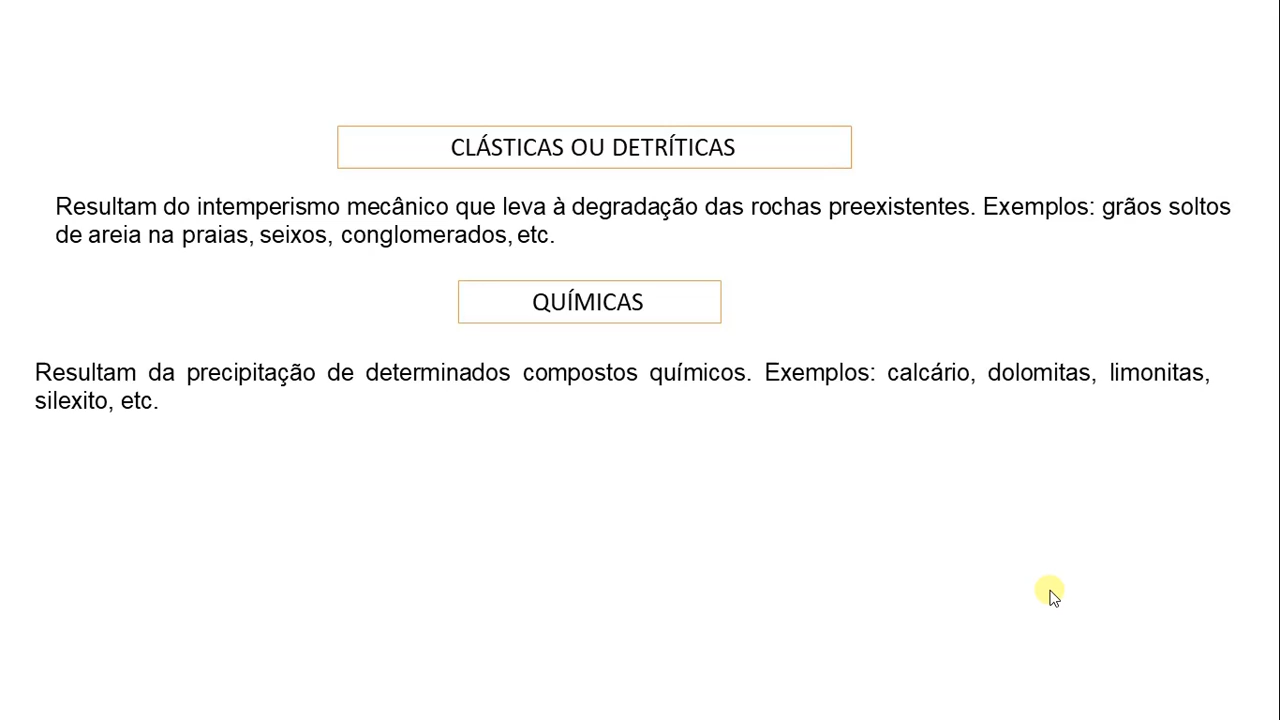 CLÁSTICAS OU DETRÍTICAS
Resultam do intemperismo mecânico que leva à degradação das rochas preexistentes. Exemplos: grãos soltos
de areia na praias, seixos, conglomerados, etc.
QUÍMICAS
Resultam da precipitação de determinados compostos químicos. Exemplos: calcário, dolomitas, limonitas,
silexito, etc.